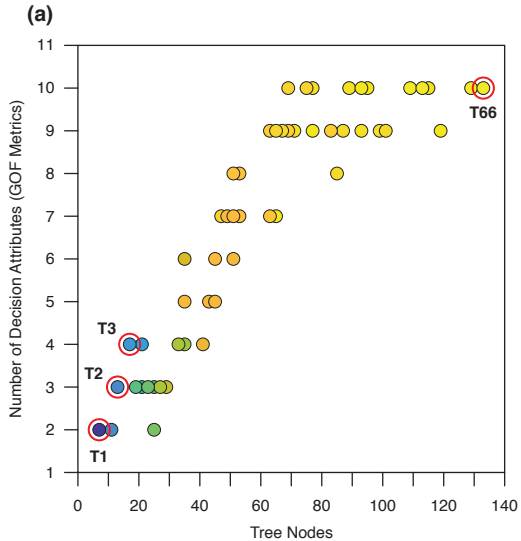 (a)
11
10
9
8
7
6
5
4
3
2
1
Number of Decision Attributes (GOF Metrics)
T66
T3
T2
T1
0 20 40 60 80 100 120 140
Tree Nodes